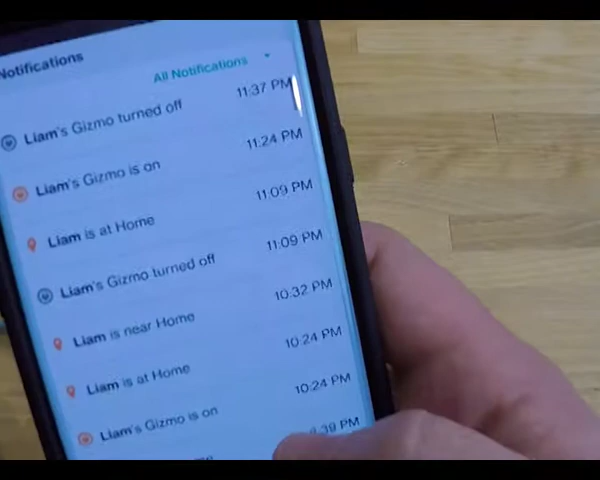 Notifications
All Notifications
Liam's Gizmo turned off 11:37 PM
Liam's Gizmo is on 11:24 PM
Liam is at Home 11:09 PM
Liam's Gizmo turned off 11:09 PM
Liam is near Home 10:32 PM
Liam is at Home 10:24 PM
Liam's Gizmo is on 10:24 PM
PM